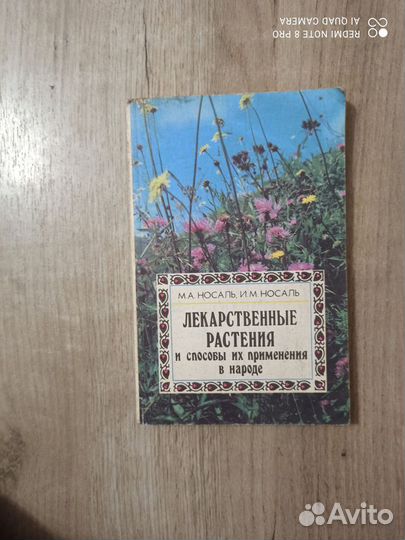 REDMI NOTE 8 PRO
AI QUAD CAMERA
М.А.НОСАЛЬ, И.М.НОСАЛЬ
ЛЕКАРСТВЕННЫЕ
РАСТЕНИЯ
и способы их применения
в народе
Avito